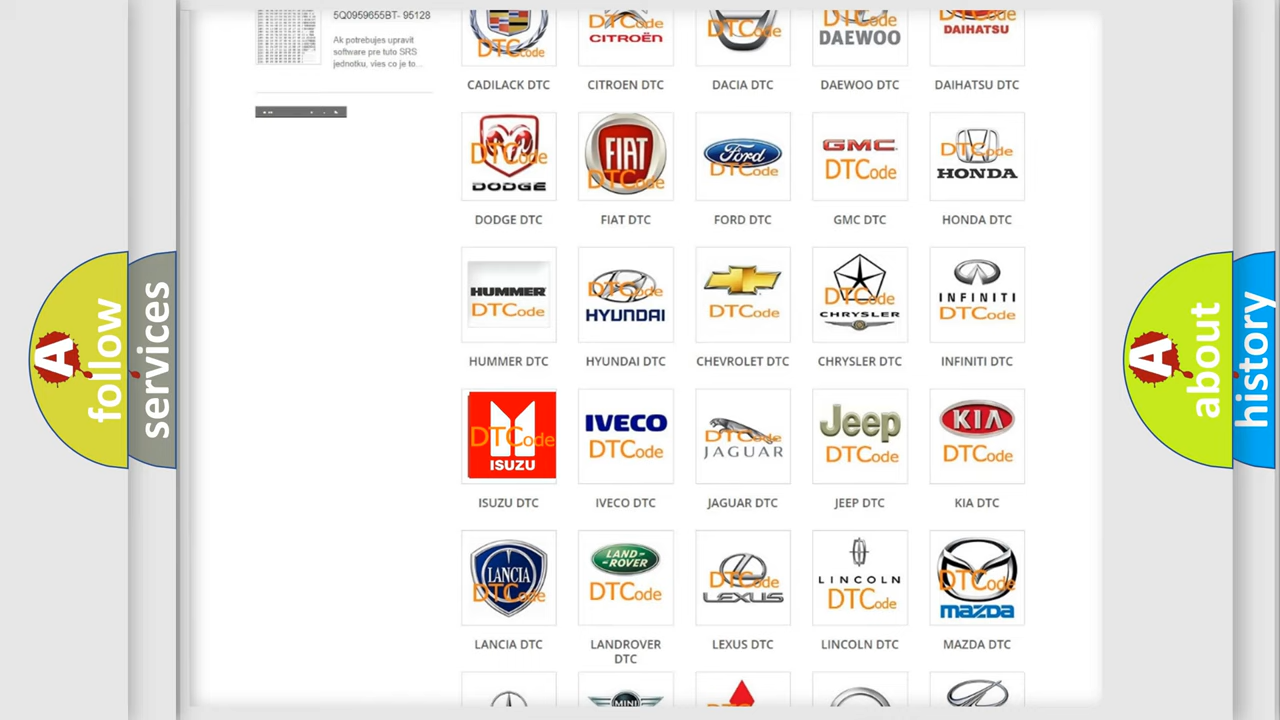 5Q0959655BT- 95128
Ak potrebujes upravit
software pre tuto SRS
jednotku, vies co je to...
DTCode
DTCode
CITROËN
DTCode
DAEWOO
DTCode
DAIHATSU
CADILACK DTC
CITROEN DTC
DACIA DTC
DAEWOO DTC
DAIHATSU DTC
DTCode
DODGE
FIAT
DTCode
Ford
DTCode
GMC
DTCode
DTCode
HONDA
DODGE DTC
FIAT DTC
FORD DTC
GMC DTC
HONDA DTC
HUMMER
DTCode
DTCode
HYUNDAI
DTCode
DTCode
CHRYSLER
INFINITI
DTCode
HUMMER DTC
HYUNDAI DTC
CHEVROLET DTC
CHRYSLER DTC
INFINITI DTC
DTCode
ISUZU
IVECO
DTCode
DTCode
JAGUAR
Jeep
DTCode
KIA
DTCode
ISUZU DTC
IVECO DTC
JAGUAR DTC
JEEP DTC
KIA DTC
LANCIA
DTCode
LAND-
ROVER
DTCode
DTCode
LEXUS
LINCOLN
DTCode
DTCode
mazda
LANCIA DTC
LANDROVER
DTC
LEXUS DTC
LINCOLN DTC
MAZDA DTC
MINI
A follow
services
A about
history